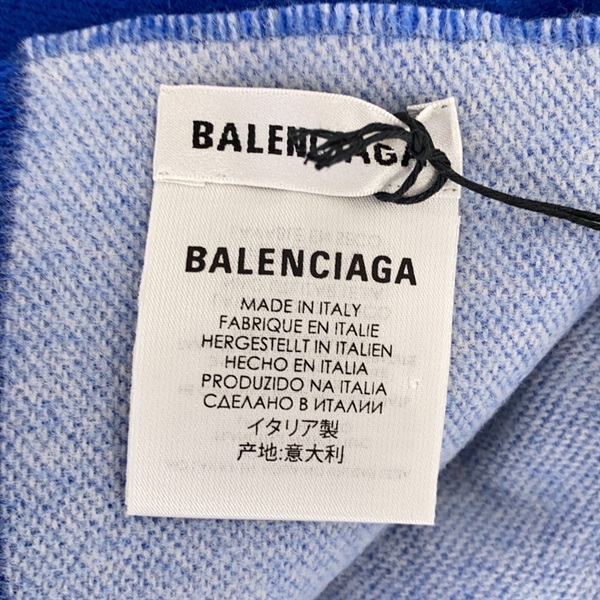 BALENCIAGA
BALENCIAGA
MADE IN ITALY
FABRIQUE EN ITALIE
HERGESTELLT IN ITALIEN
HECHO EN ITALIA
PRODUZIDO NA ITALIA
СДЕЛАНО В ИТАЛИИ
イタリア製
产地:意大利